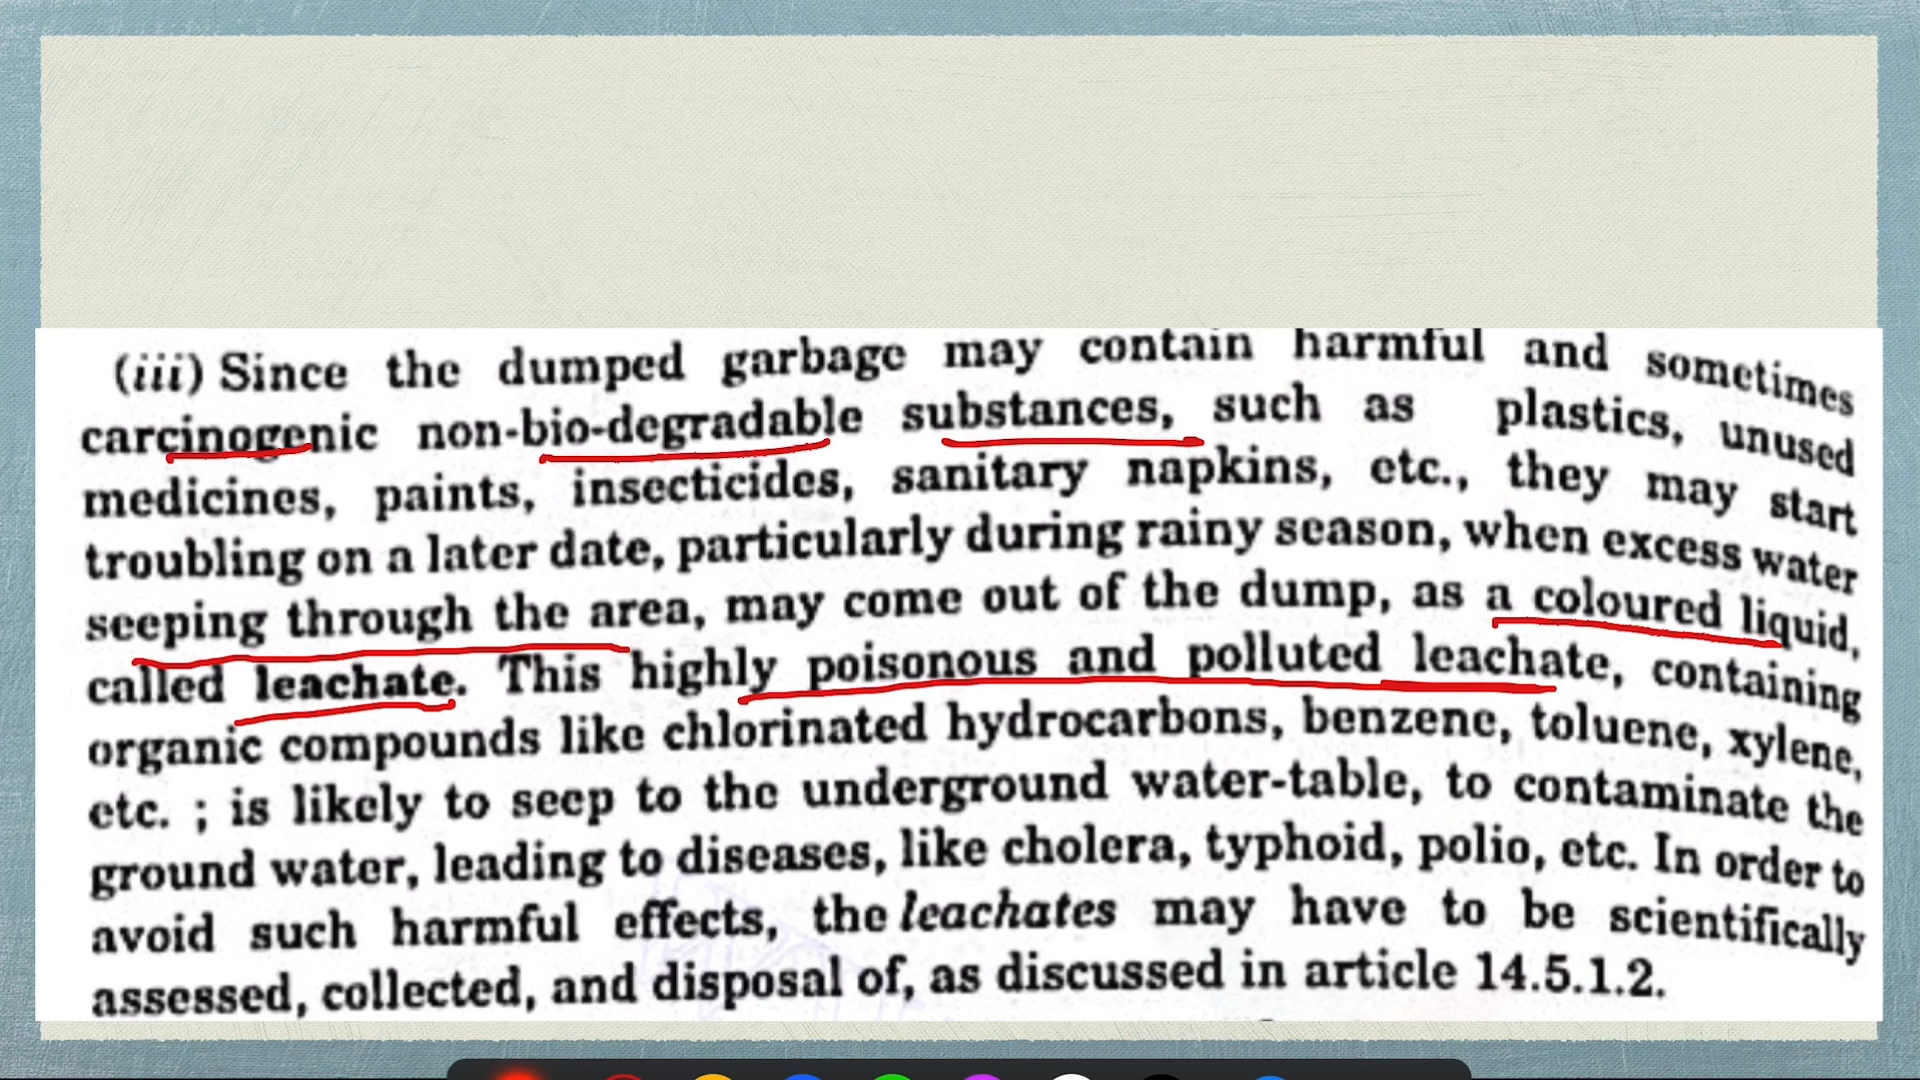 (iii) Since the dumped garbage may contain harmful and sometimes
carcinogenic non-bio-degradable substances, such as plastics, unused
medicines, paints, insecticides, sanitary napkins, etc., they may start
troubling on a later date, particularly during rainy season, when excess water
seeping through the area, may come out of the dump, as a coloured liquid,
called leachate. This highly poisonous and polluted leachate, containing
organic compounds like chlorinated hydrocarbons, benzene, toluene, xylene,
etc. ; is likely to seep to the underground water-table, to contaminate the
ground water, leading to diseases, like cholera, typhoid, polio, etc. In order to
avoid such harmful effects, the leachates may have to be scientifically
assessed, collected, and disposal of, as discussed in article 14.5.1.2.